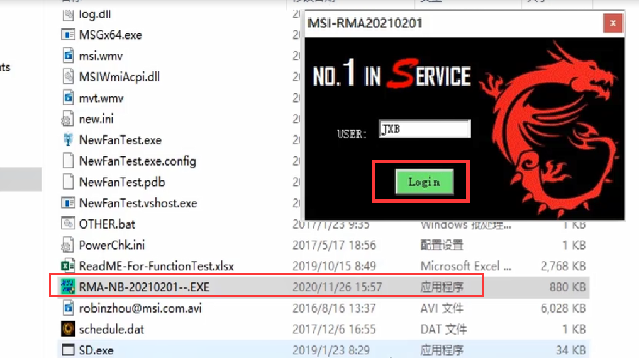 log.dll
MSGx64.exe
msi.wmv
MSIWmiAcpi.dll
mvt.wmv
new.ini
NewFanTest.exe
NewFanTest.exe.config
NewFanTest.pdb
NewFanTest.vshost.exe
OTHER.bat 2017/1/23 9:35 Windows 批处理... 1 KB
PowerChk.ini 2017/5/17 18:56 配置设置 1 KB
ReadME-For-FunctionTest.xlsx 2019/10/15 8:49 Microsoft Excel ... 2,768 KB
RMA-NB-20210201--.EXE 2020/11/26 15:57 应用程序 880 KB
robinzhou@msi.com.avi 2016/8/16 13:37 AVI 文件 6,028 KB
schedule.dat 2017/12/6 16:55 DAT 文件 1 KB
SD.exe 2019/1/23 8:29 应用程序 34 KB
MSI-RMA20210201
x
NO.1 IN SERVICE
USER: JXB
Login